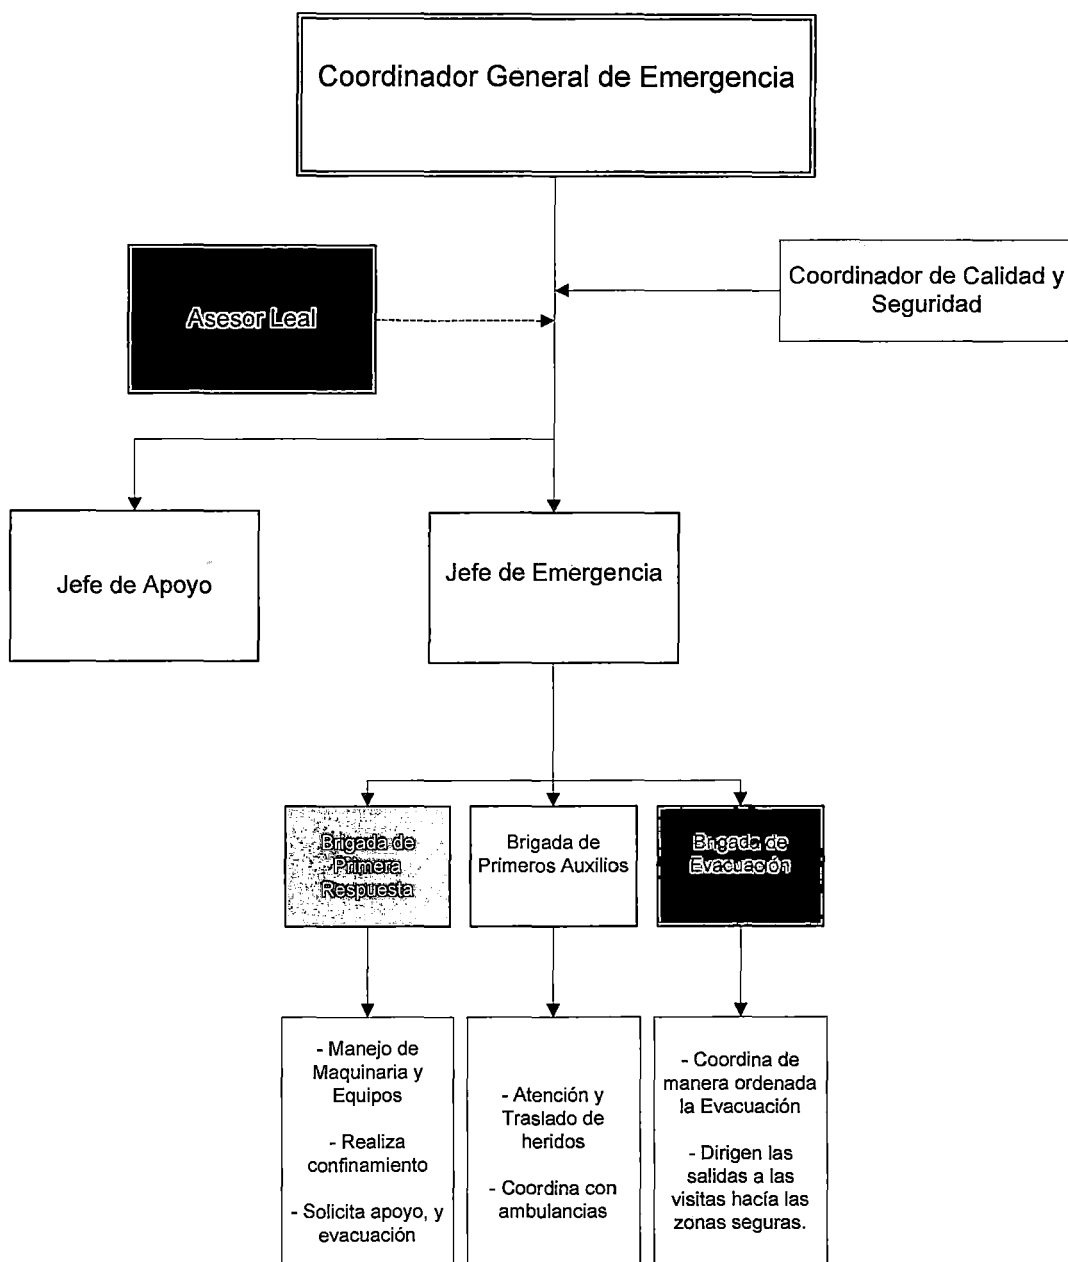 Coordinador General de Emergencia
Coordinador de Calidad y
Seguridad
Asesor Leal
Jefe de Apoyo
Jefe de Emergencia
Brigada de
Primera
Respuesta
Brigada de
Primeros Auxilios
Brigada de
Evacuación
- Manejo de
Maquinaria y
Equipos
- Realiza
confinamiento
- Solicita apoyo, y
evacuación
- Atención y
Traslado de
heridos
- Coordina con
ambulancias
- Coordina de
manera ordenada
la Evacuación
- Dirigen las
salidas a las
visitas hacía las
zonas seguras.